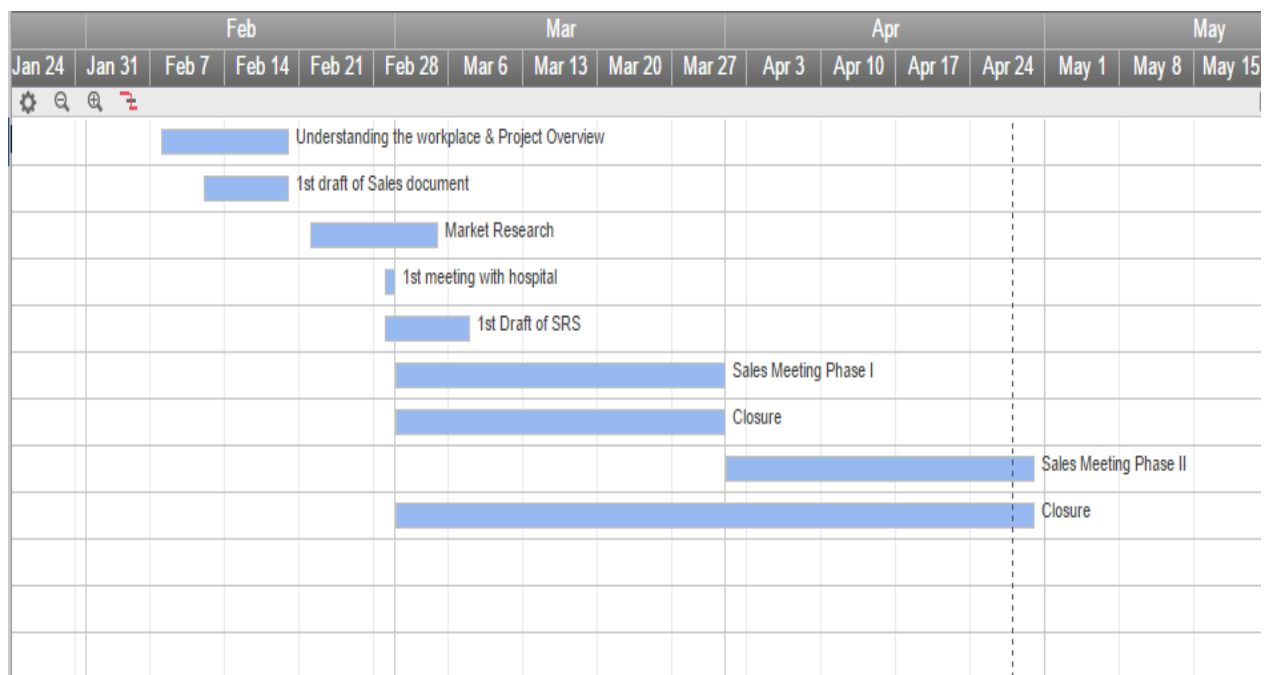 Feb Mar Apr May
Jan 24 Jan 31 Feb 7 Feb 14 Feb 21 Feb 28 Mar 6 Mar 13 Mar 20 Mar 27 Apr 3 Apr 10 Apr 17 Apr 24 May 1 May 8 May 15
Understanding the workplace & Project Overview
1st draft of Sales document
Market Research
1st meeting with hospital
1st Draft of SRS
Sales Meeting Phase I
Closure
Sales Meeting Phase II
Closure